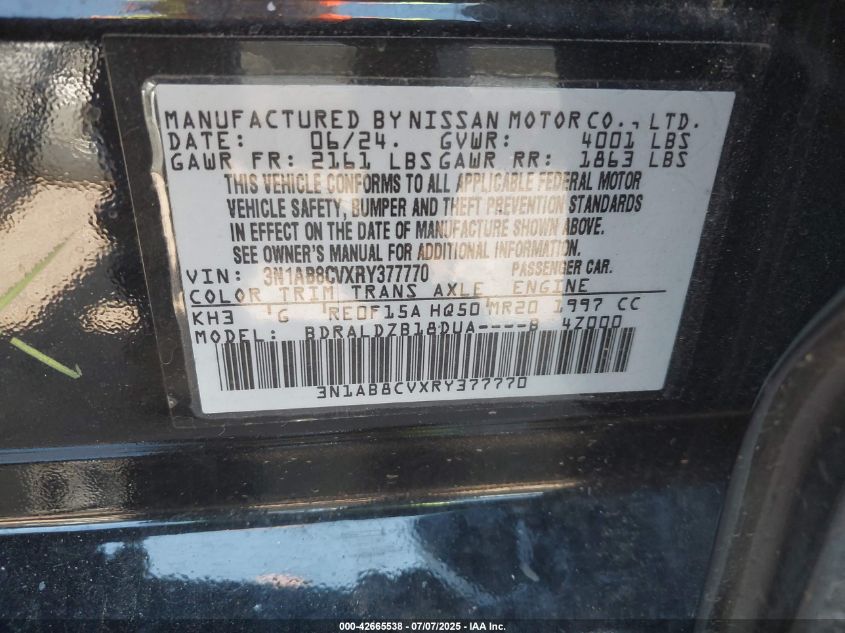 MANUFACTURED BY NISSAN MOTOR CO., LTD.
DATE: 06/24. GVWR: 4001 LBS
GAWR FR: 2161 LBS GAWR RR: 1863 LBS
THIS VEHICLE CONFORMS TO ALL APPLICABLE FEDERAL MOTOR
VEHICLE SAFETY, BUMPER AND THEFT PREVENTION STANDARDS
IN EFFECT ON THE DATE OF MANUFACTURE SHOWN ABOVE.
SEE OWNER'S MANUAL FOR ADDITIONAL INFORMATION.
VIN: 3N1AB8CVXRY377770 PASSENGER CAR.
COLOR TRIM TRANS AXLE ENGINE
KH3 G RE0F15A HQ50 MR20 1997 CC
MODEL: BDRALDZB18DUA----B 4Z000
3N1AB8CVXRY377770
000-42665538 - 07/07/2025 - IAA Inc.